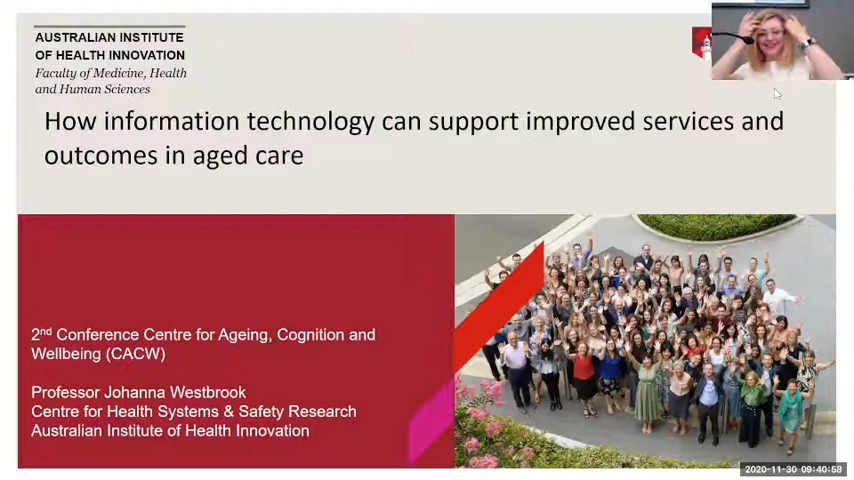 AUSTRALIAN INSTITUTE
OF HEALTH INNOVATION
Faculty of Medicine, Health
and Human Sciences
How information technology can support improved services and
outcomes in aged care
2nd Conference Centre for Ageing, Cognition and
Wellbeing (CACW)
Professor Johanna Westbrook
Centre for Health Systems & Safety Research
Australian Institute of Health Innovation
2020-11-30 09:40:58